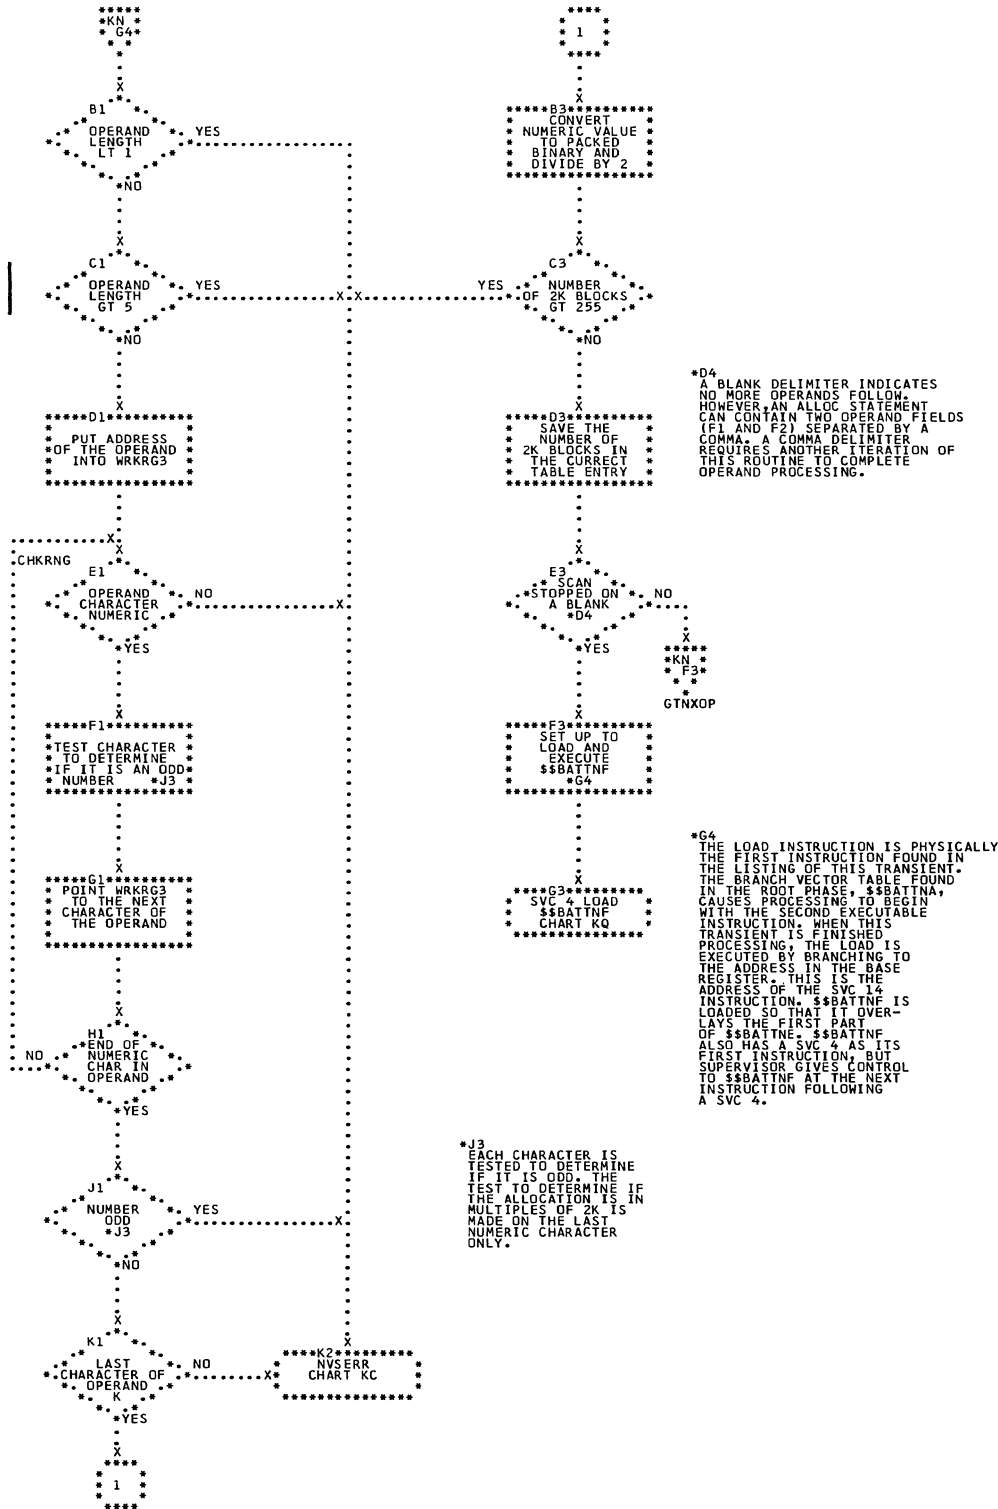 KN
G4
B1
OPERAND
LENGTH
LT 1
YES
NO
C1
OPERAND
LENGTH
GT 5
YES
NO
D1
PUT ADDRESS
OF THE OPERAND
INTO WRKRG3
CHKRNG
E1
OPERAND
CHARACTER
NUMERIC
NO
YES
F1
TEST CHARACTER
TO DETERMINE
IF IT IS AN ODD
NUMBER *J3
G1
POINT WRKRG3
TO THE NEXT
CHARACTER OF
THE OPERAND
H1
END OF
NUMERIC
CHAR IN
OPERAND
NO
YES
J1
NUMBER
ODD
*J3
YES
NO
K1
LAST
CHARACTER OF
OPERAND
K
NO
YES
1
K2
NVSERR
CHART KC
1
B3
CONVERT
NUMERIC VALUE
TO PACKED
BINARY AND
DIVIDE BY 2
C3
NUMBER
OF 2K BLOCKS
GT 255
YES
NO
D3
SAVE THE
NUMBER OF
2K BLOCKS IN
THE CURRECT
TABLE ENTRY
E3
SCAN
STOPPED ON
A BLANK
*D4
NO
YES
KN
F3
GTNXOP
F3
SET UP TO
LOAD AND
EXECUTE
$$BATTNF
*G4
G3
SVC 4 LOAD
$$BATTNF
CHART KQ
*D4
A BLANK DELIMITER INDICATES
NO MORE OPERANDS FOLLOW.
HOWEVER,AN ALLOC STATEMENT
CAN CONTAIN TWO OPERAND FIELDS
(F1 AND F2) SEPARATED BY A
COMMA. A COMMA DELIMITER
REQUIRES ANOTHER ITERATION OF
THIS ROUTINE TO COMPLETE
OPERAND PROCESSING.
*G4
THE LOAD INSTRUCTION IS PHYSICALLY
THE FIRST INSTRUCTION FOUND IN
THE LISTING OF THIS TRANSIENT.
THE BRANCH VECTOR TABLE FOUND
IN THE ROOT PHASE, $$BATTNA,
CAUSES PROCESSING TO BEGIN
WITH THE SECOND EXECUTABLE
INSTRUCTION. WHEN THIS
TRANSIENT IS FINISHED
PROCESSING, THE LOAD IS
EXECUTED BY BRANCHING TO
THE ADDRESS IN THE BASE
REGISTER. THIS IS THE
ADDRESS OF THE SVC 14
INSTRUCTION. $$BATTNF IS
LOADED SO THAT IT OVER-
LAYS THE FIRST PART
OF $$BATTNE. $$BATTNF
ALSO HAS A SVC 4 AS ITS
FIRST INSTRUCTION, BUT
SUPERVISOR GIVES CONTROL
TO $$BATTNF AT THE NEXT
INSTRUCTION FOLLOWING
A SVC 4.
*J3
EACH CHARACTER IS
TESTED TO DETERMINE
IF IT IS ODD. THE
TEST TO DETERMINE IF
THE ALLOCATION IS IN
MULTIPLES OF 2K IS
MADE ON THE LAST
NUMERIC CHARACTER
ONLY.